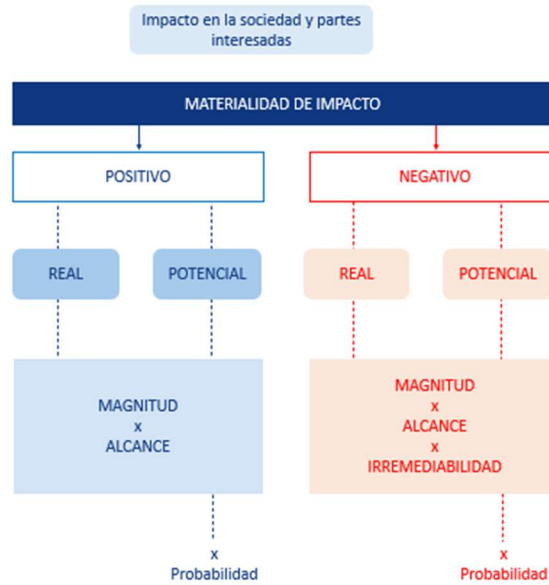 Impacto en la sociedad y partes
interesadas
MATERIALIDAD DE IMPACTO
POSITIVO
NEGATIVO
REAL
POTENCIAL
REAL
POTENCIAL
MAGNITUD
x
ALCANCE
MAGNITUD
x
ALCANCE
x
IRREMEDIABILIDAD
x
Probabilidad
x
Probabilidad